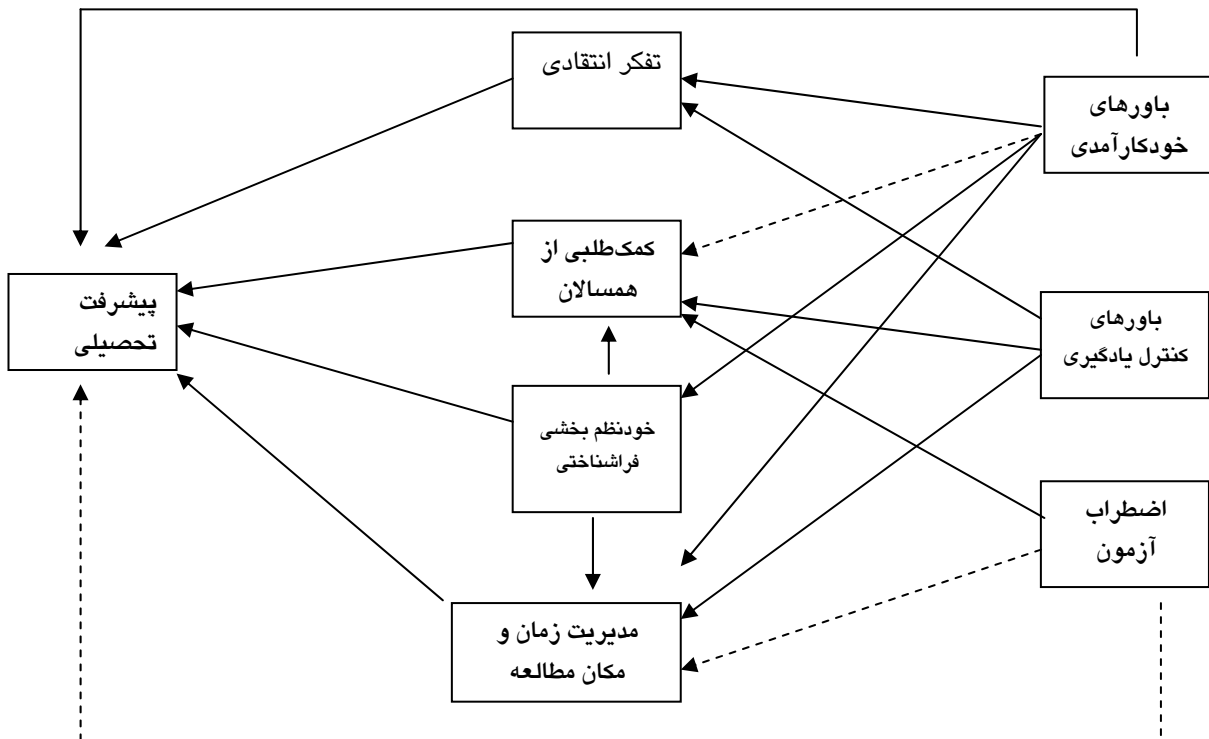 تفکر انتقادی
باورهای
خودکارآمدی
کمک‌طلبی از
همسالان
پیشرفت
تحصیلی
باورهای
کنترل یادگیری
خودنظم بخشی
فراشناختی
اضطراب
آزمون
مدیریت زمان و
مکان مطالعه